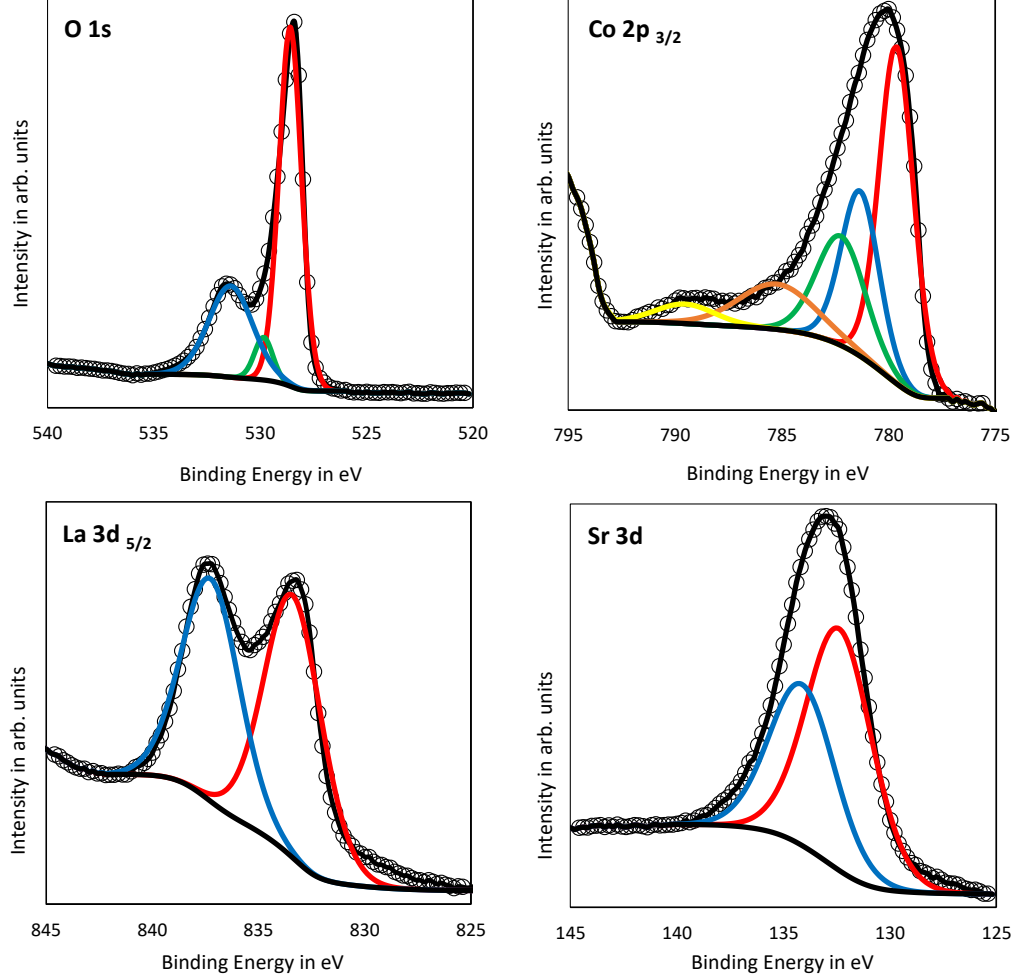 O 1s
Intensity in arb. units
540 535 530 525 520
Binding Energy in eV
Co 2p 3/2
Intensity in arb. units
795 790 785 780 775
Binding Energy in eV
La 3d 5/2
Intensity in arb. units
845 840 835 830 825
Binding Energy in eV
Sr 3d
Intensity in arb. units
145 140 135 130 125
Binding Energy in eV